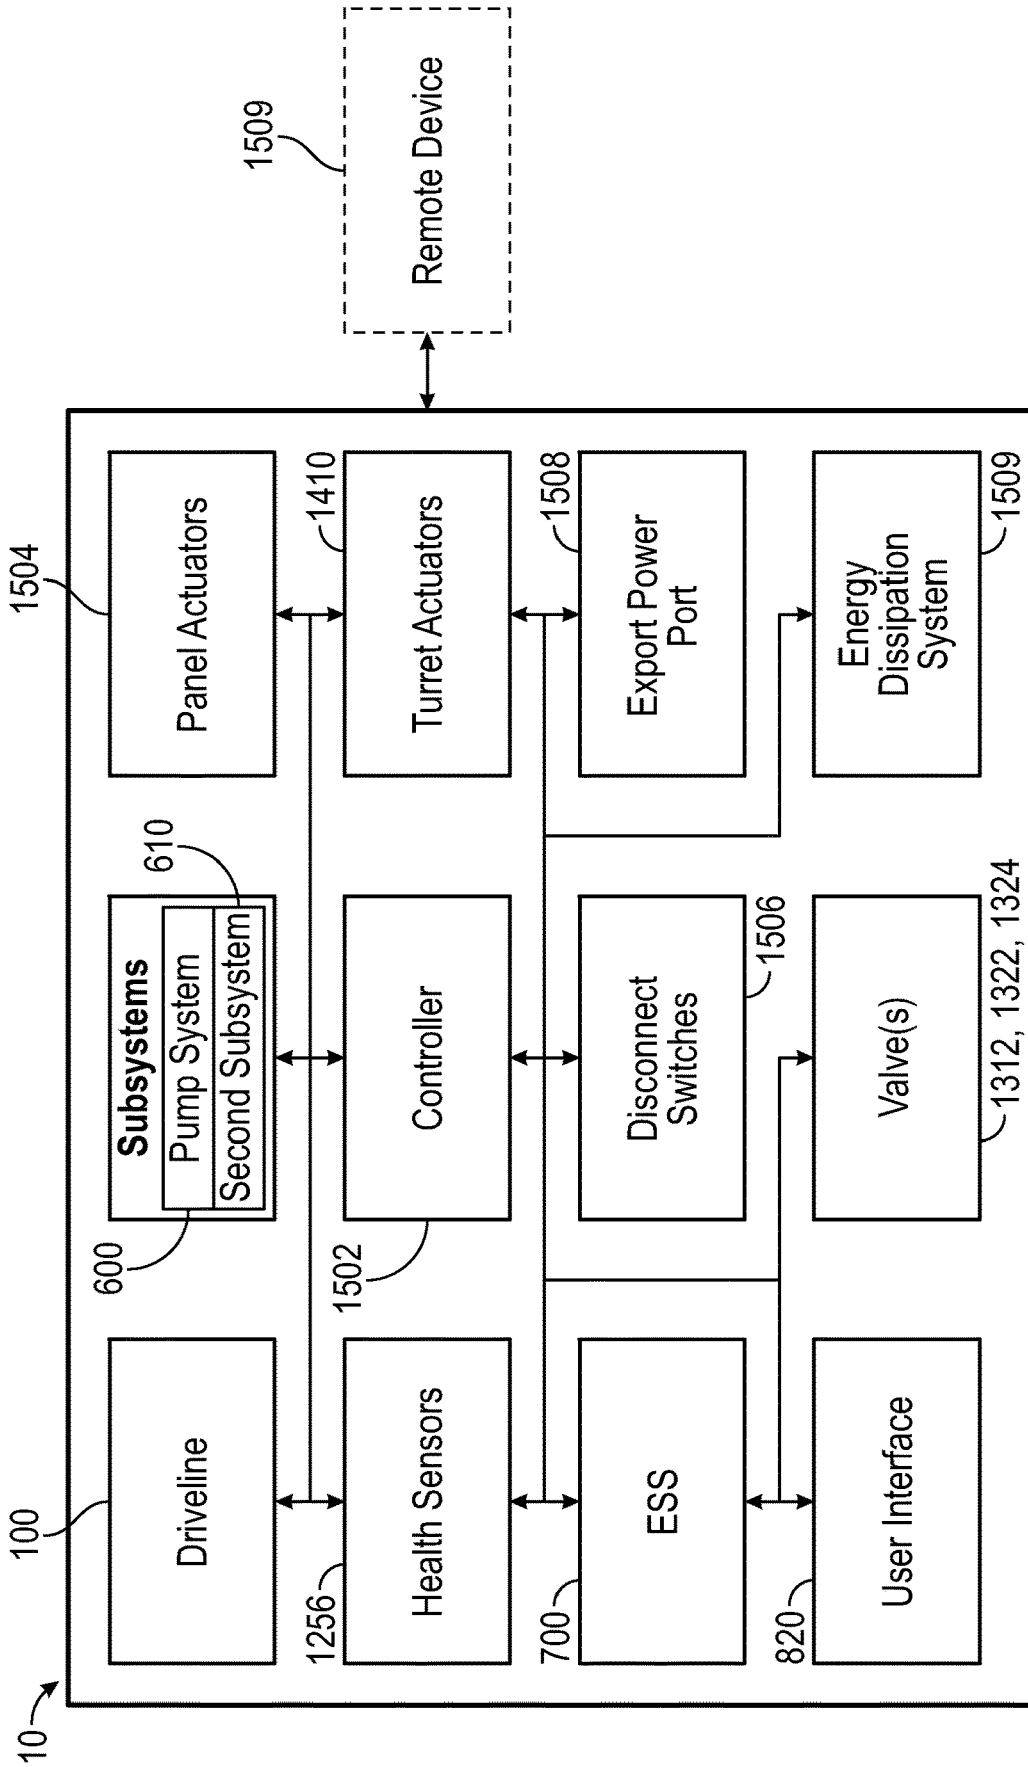 10
100
Driveline
Subsystems
Pump System
Second Subsystem
600
610
1504
Panel Actuators
1256
Health Sensors
1502
Controller
1410
Turret Actuators
1509
Remote Device
700
ESS
Disconnect
Switches
1506
1508
Export Power
Port
820
User Interface
Valve(s)
1312, 1322, 1324
Energy
Dissipation
System
1509